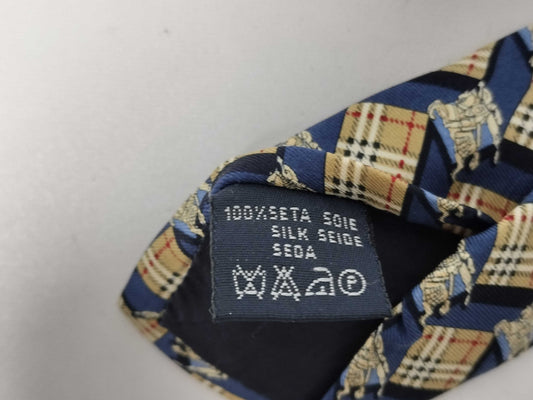 100%SETA SOIE
SILK SEIDE
SEDA
P